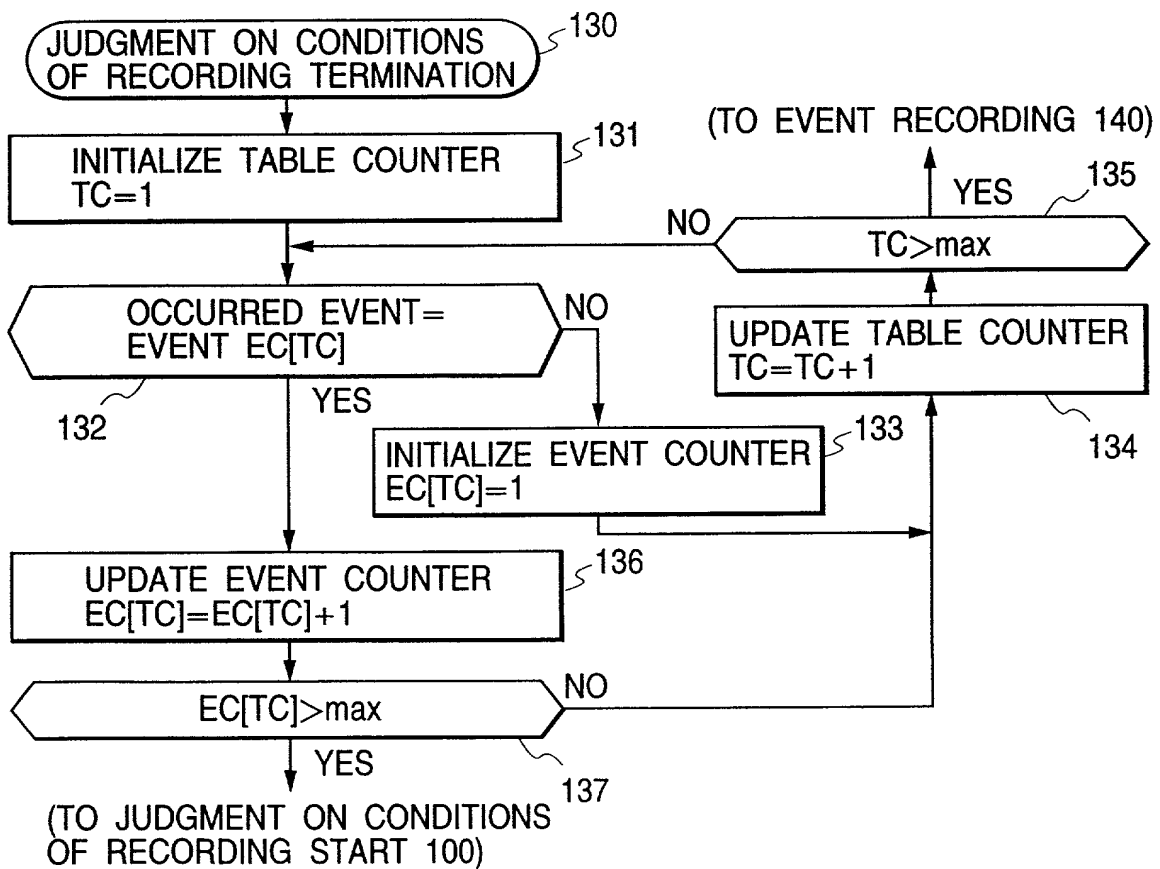 JUDGMENT ON CONDITIONS
OF RECORDING TERMINATION
130
INITIALIZE TABLE COUNTER
TC=1
131
(TO EVENT RECORDING 140)
YES
135
NO
TC>max
OCCURRED EVENT=
EVENT EC[TC]
NO
132
YES
UPDATE TABLE COUNTER
TC=TC+1
134
INITIALIZE EVENT COUNTER
EC[TC]=1
133
UPDATE EVENT COUNTER
EC[TC]=EC[TC]+1
136
EC[TC]>max
NO
YES
137
(TO JUDGMENT ON CONDITIONS
OF RECORDING START 100)